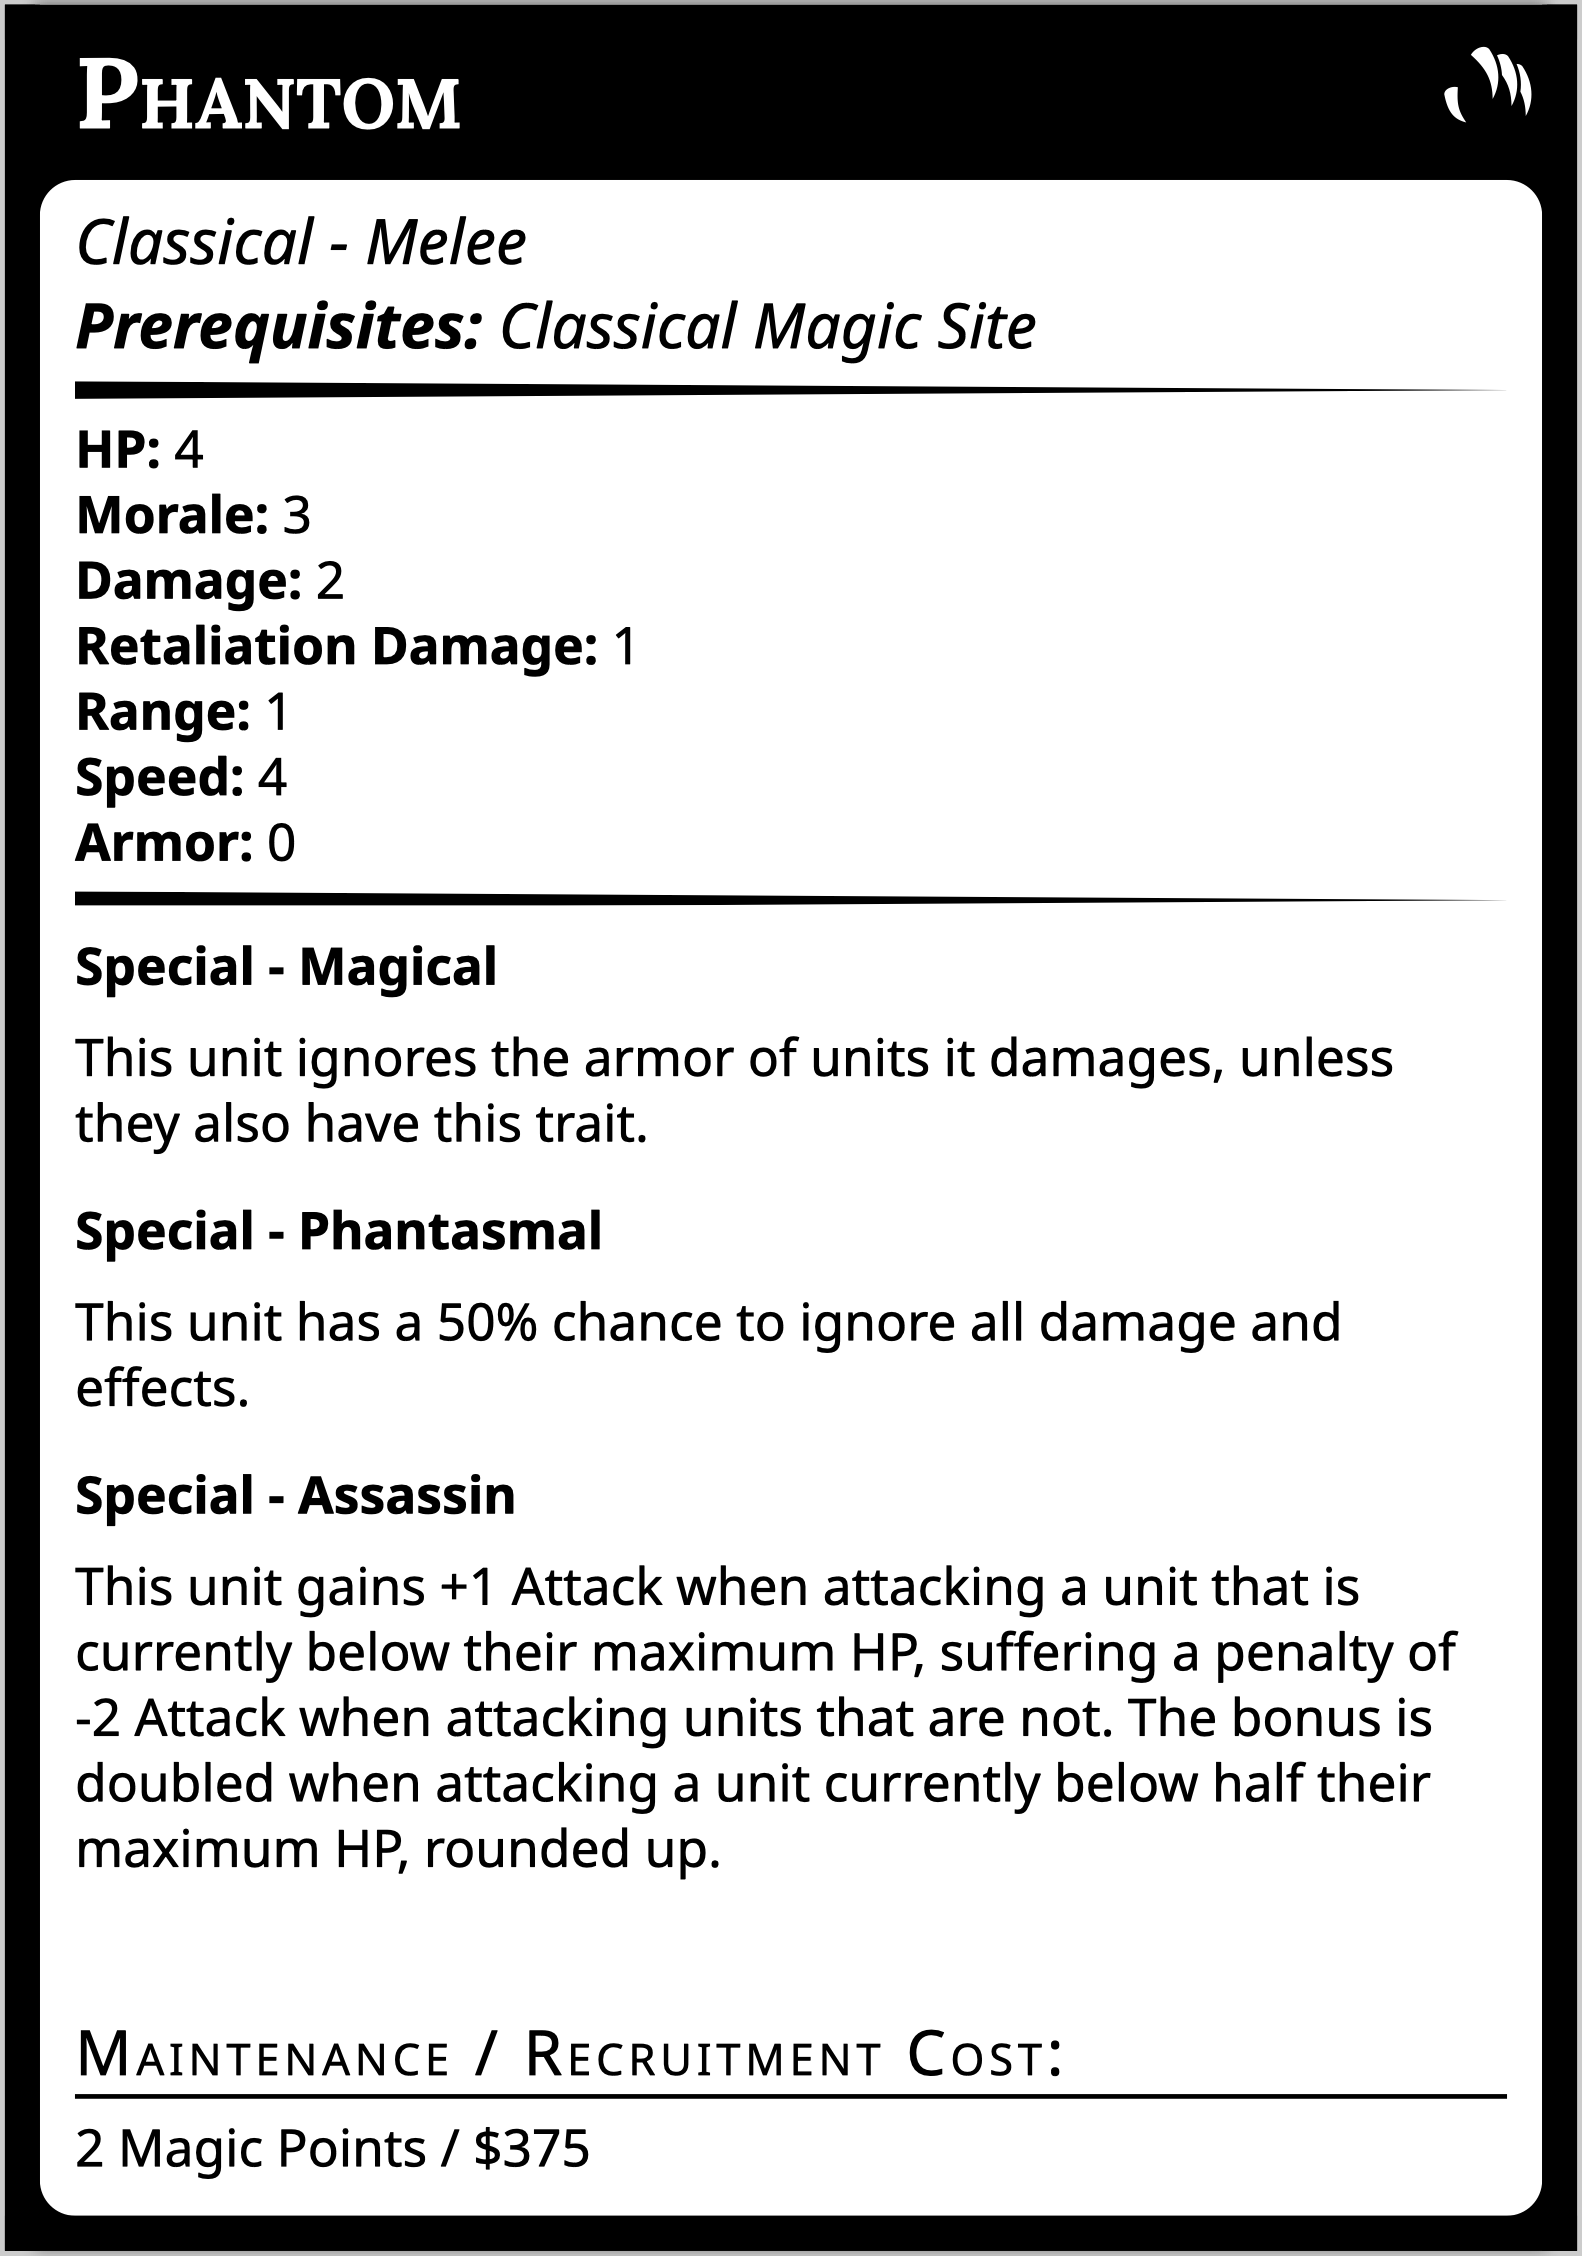 Phantom
Classical - Melee
Prerequisites: Classical Magic Site
HP: 4
Morale: 3
Damage: 2
Retaliation Damage: 1
Range: 1
Speed: 4
Armor: 0
Special - Magical
This unit ignores the armor of units it damages, unless
they also have this trait.
Special - Phantasmal
This unit has a 50% chance to ignore all damage and
effects.
Special - Assassin
This unit gains +1 Attack when attacking a unit that is
currently below their maximum HP, suffering a penalty of
-2 Attack when attacking units that are not. The bonus is
doubled when attacking a unit currently below half their
maximum HP, rounded up.
Maintenance / Recruitment Cost:
2 Magic Points / $375